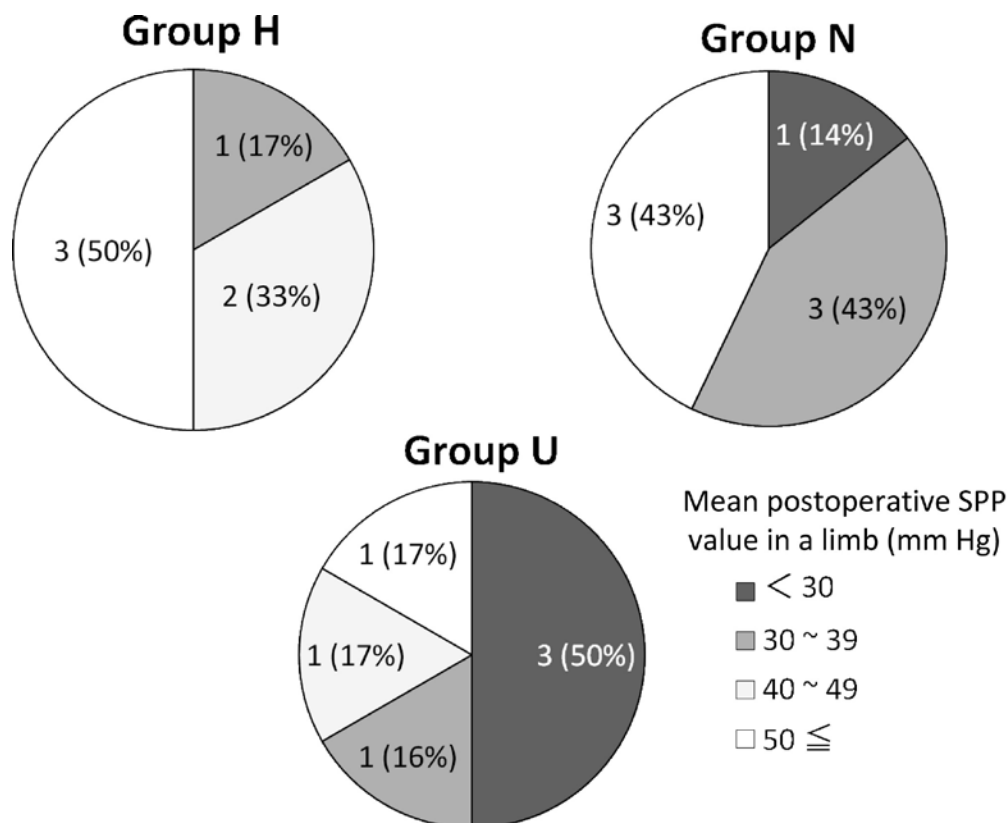 Group H
1 (17%)
3 (50%)
2 (33%)
Group N
1 (14%)
3 (43%)
3 (43%)
Group U
1 (17%)
1 (17%)
3 (50%)
1 (16%)
Mean postoperative SPP
value in a limb (mm Hg)
< 30
30 ~ 39
40 ~ 49
50 ≦